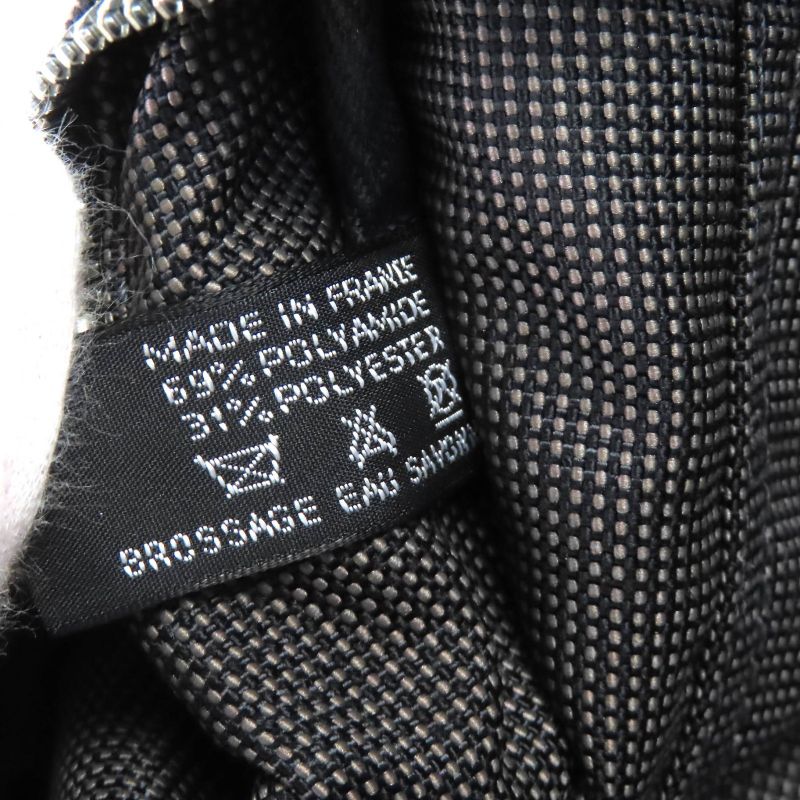 MADE IN FRANCE
69% POLYAMIDE
31% POLYESTER
BROSSAGE EAU